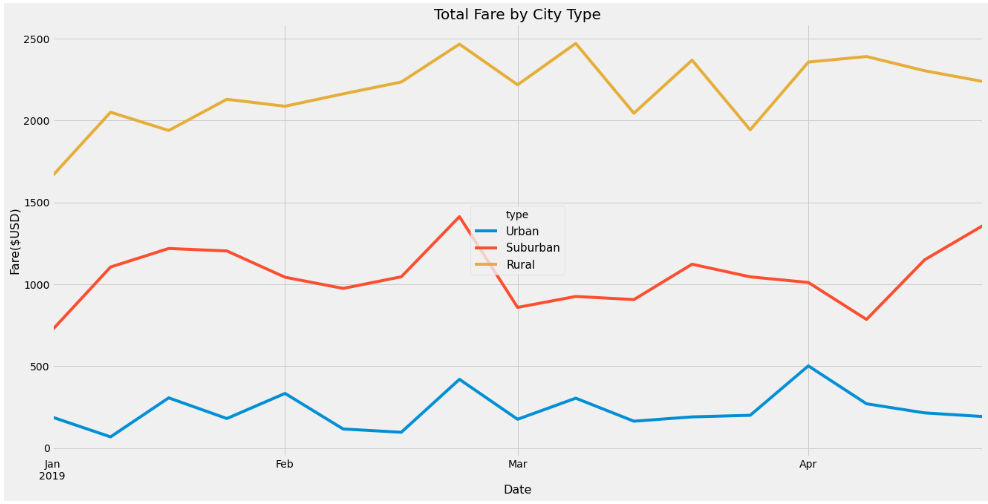 Total Fare by City Type
2500
2000
1500
1000
500
0
Fare($USD)
type
Urban
Suburban
Rural
Jan
2019
Feb
Mar
Apr
Date